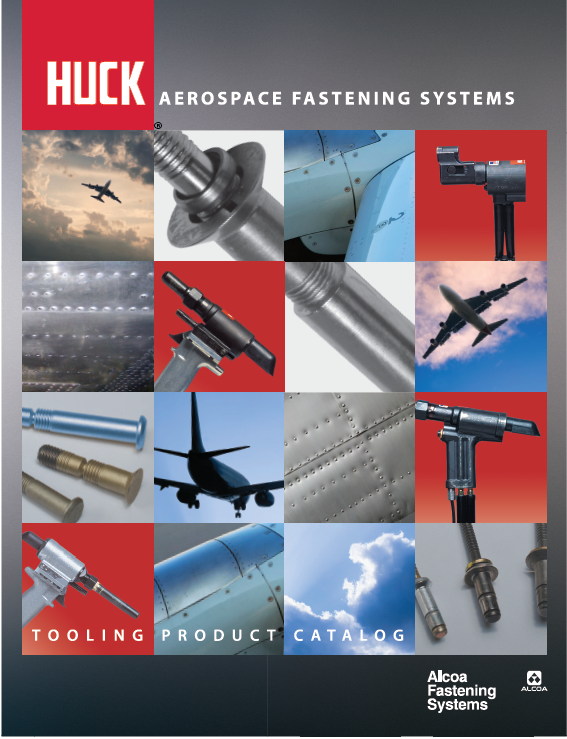 HUCK
®
AEROSPACE FASTENING SYSTEMS
TOOLING PRODUCT CATALOG
Alcoa
Fastening
Systems
ALCOA